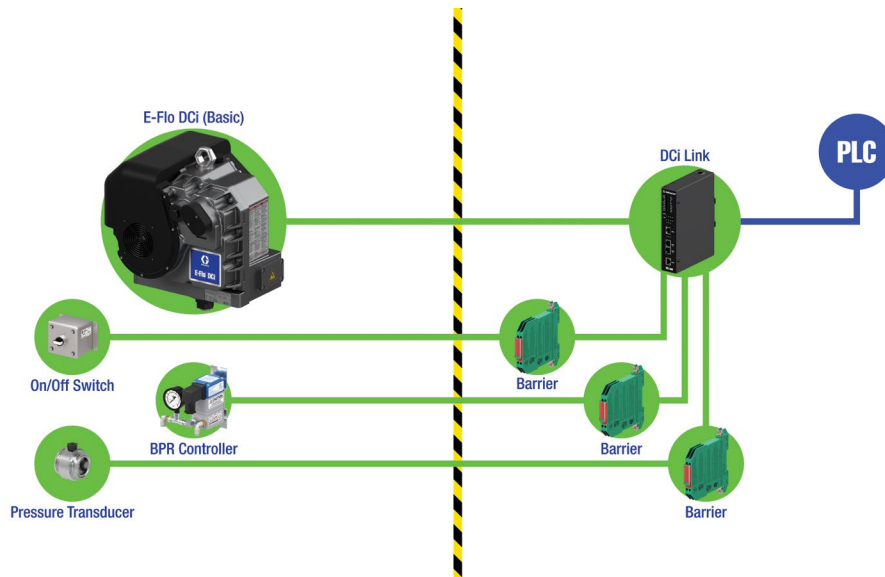 E-Flo DCi (Basic)
DCi Link
PLC
E-Flo DCi
On/Off Switch
Barrier
BPR Controller
Barrier
Pressure Transducer
Barrier